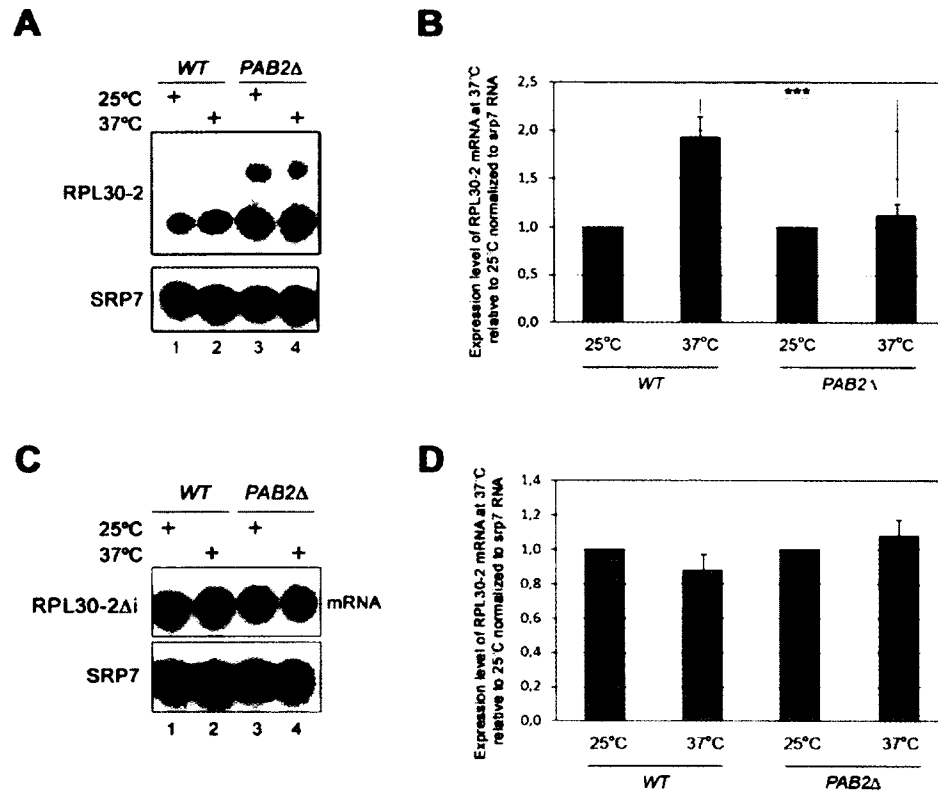 A
WT PAB2Δ
25°C + +
37°C + +
RPL30-2
SRP7
1 2 3 4
B
Expression level of RPL30-2 mRNA at 37°C
relative to 25°C normalized to srp7 RNA
2,5
2,0
1,5
1,0
0,5
0,0
***
25°C 37°C 25°C 37°C
WT PAB2\
C
WT PAB2Δ
25°C + +
37°C + +
RPL30-2Δi
mRNA
SRP7
1 2 3 4
D
Expression level of RPL30-2 mRNA at 37°C
relative to 25°C normalized to srp7 RNA
1,4
1,2
1,0
0,8
0,6
0,4
0,2
0,0
25°C 37°C 25°C 37°C
WT PAB2Δ